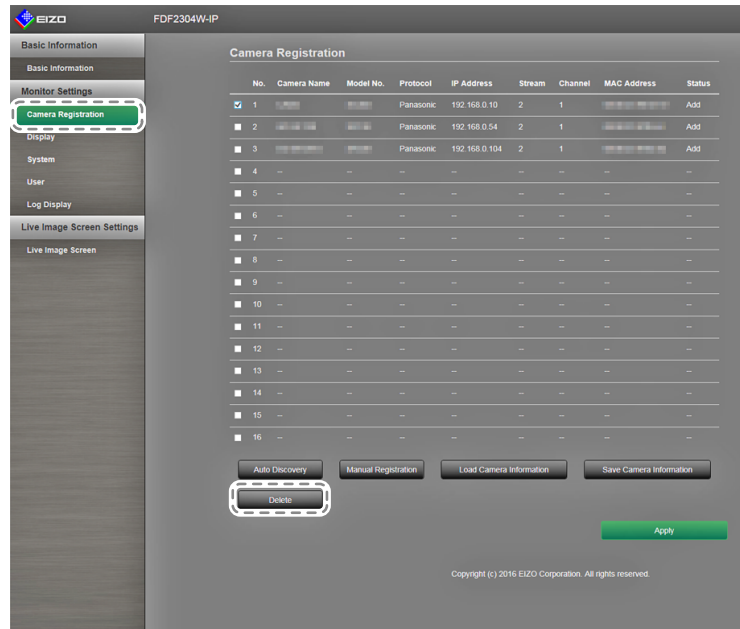 EIZO FDF2304W-IP
Basic Information
Basic Information
Monitor Settings
Camera Registration
Display
System
User
Log Display
Live Image Screen Settings
Live Image Screen
Camera Registration
No. Camera Name Model No. Protocol IP Address Stream Channel MAC Address Status
1 Panasonic 192.168.0.10 2 1 Add
2 Panasonic 192.168.0.54 2 1 Add
3 Panasonic 192.168.0.104 2 1 Add
4 -- -- -- -- -- -- -- --
5 -- -- -- -- -- -- -- --
6 -- -- -- -- -- -- -- --
7 -- -- -- -- -- -- -- --
8 -- -- -- -- -- -- -- --
9 -- -- -- -- -- -- -- --
10 -- -- -- -- -- -- -- --
11 -- -- -- -- -- -- -- --
12 -- -- -- -- -- -- -- --
13 -- -- -- -- -- -- -- --
14 -- -- -- -- -- -- -- --
15 -- -- -- -- -- -- -- --
16 -- -- -- -- -- -- -- --
Auto Discovery Manual Registration Load Camera Information Save Camera Information
Delete
Apply
Copyright (c) 2016 EIZO Corporation. All rights reserved.